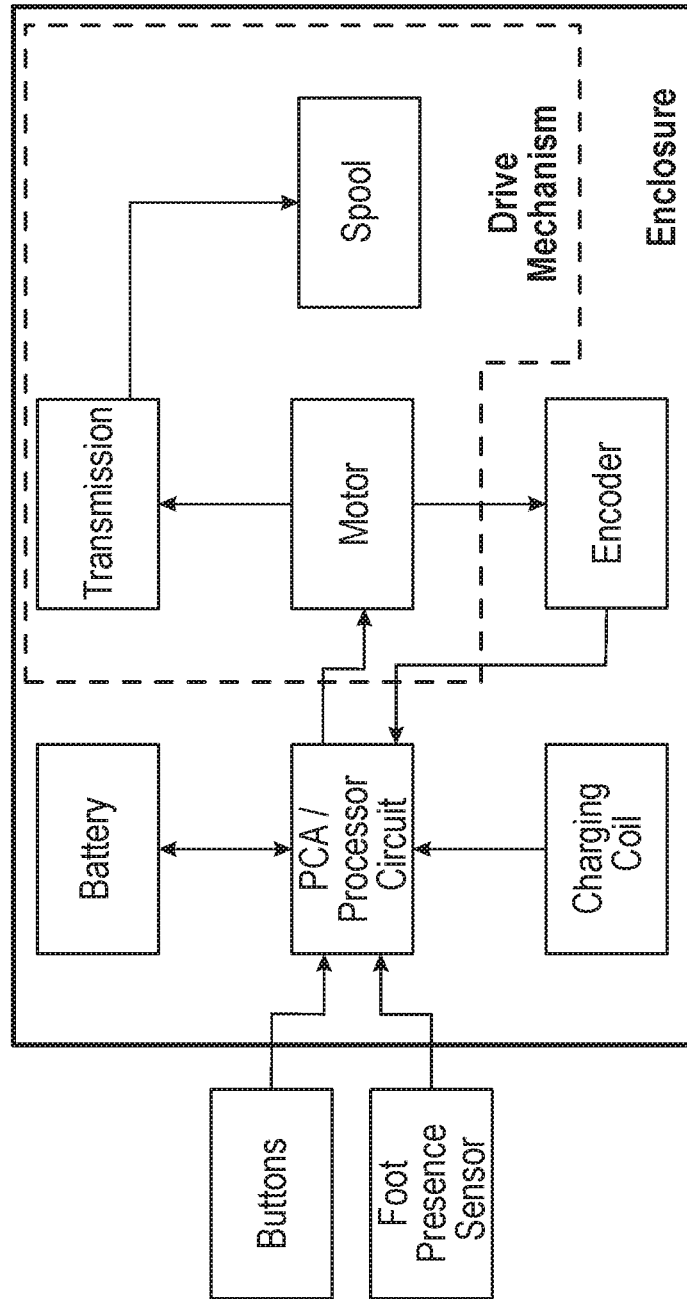 Buttons
Foot
Presence
Sensor
Battery
PCA /
Processor
Circuit
Charging
Coil
Transmission
Motor
Encoder
Spool
Drive
Mechanism
Enclosure